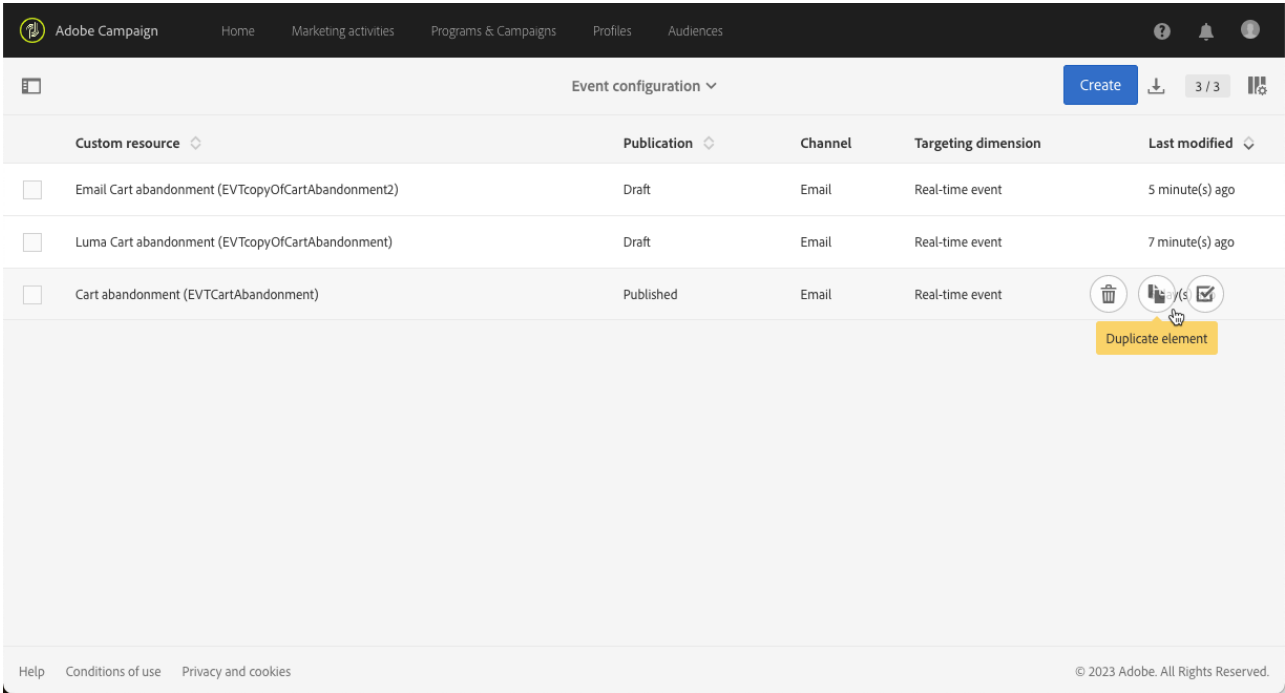 Adobe Campaign Home Marketing activities Programs & Campaigns Profiles Audiences
Event configuration Create 3 / 3
Custom resource Publication Channel Targeting dimension Last modified
Email Cart abandonment (EVTcopyOfCartAbandonment2) Draft Email Real-time event 5 minute(s) ago
Luma Cart abandonment (EVTcopyOfCartAbandonment) Draft Email Real-time event 7 minute(s) ago
Cart abandonment (EVTCartAbandonment) Published Email Real-time event
Duplicate element
Help Conditions of use Privacy and cookies © 2023 Adobe. All Rights Reserved.